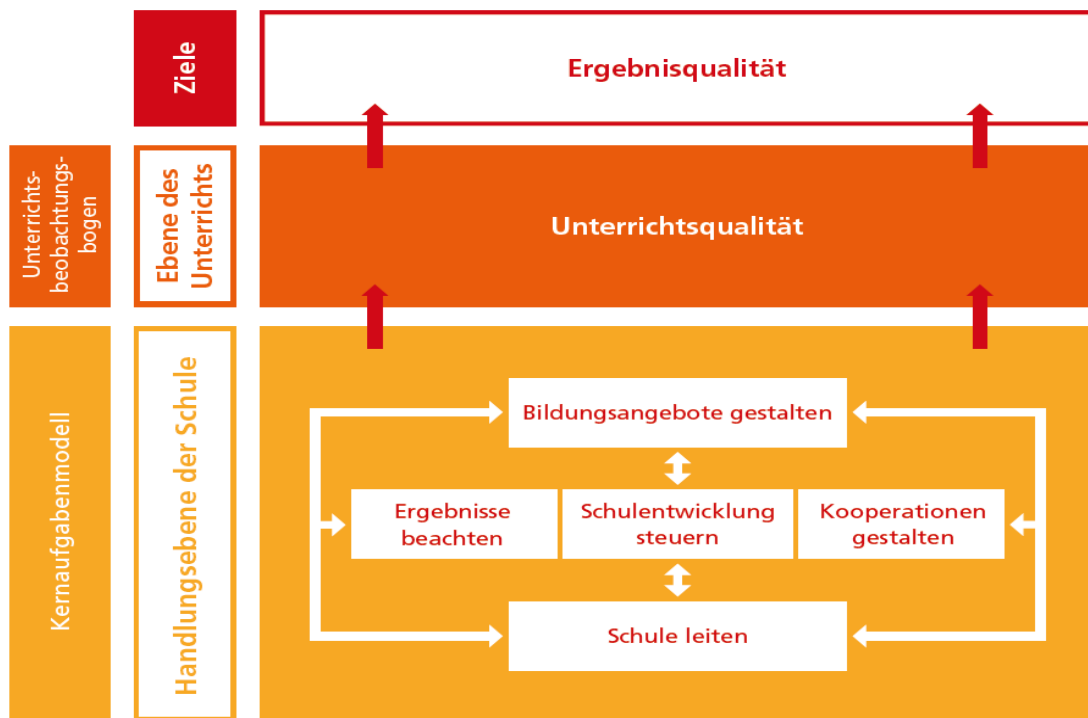 Ziele
Ergebnisqualität
Unterrichts-
beobachtungs-
bogen
Ebene des
Unterrichts
Unterrichtsqualität
Kernaufgabenmodell
Handlungsebene der Schule
Bildungsangebote gestalten
Ergebnisse
beachten
Schulentwicklung
steuern
Kooperationen
gestalten
Schule leiten